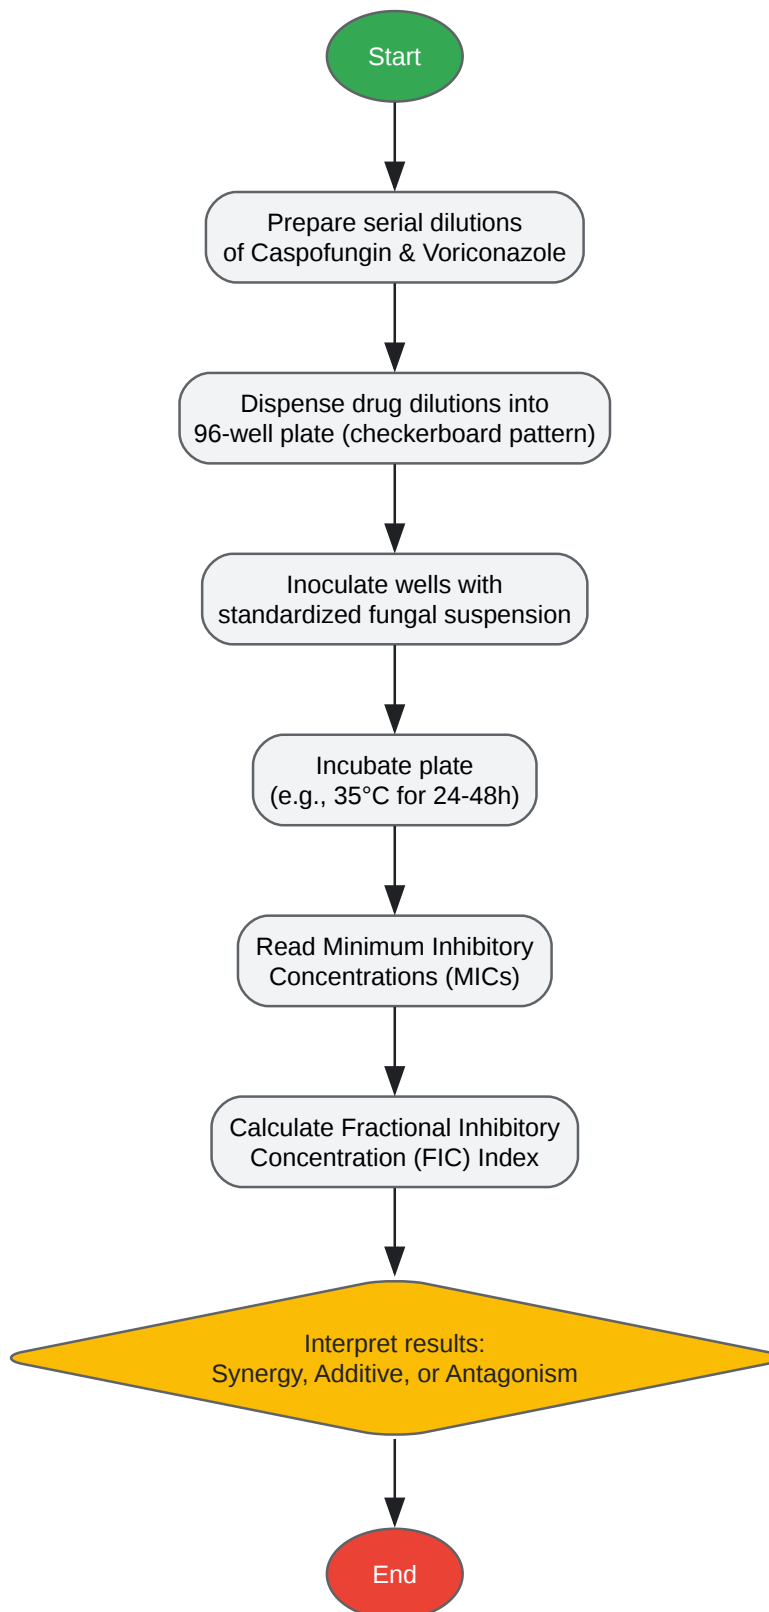 Start
Prepare serial dilutions
of Caspofungin & Voriconazole
Dispense drug dilutions into
96-well plate (checkerboard pattern)
Inoculate wells with
standardized fungal suspension
Incubate plate
(e.g., 35°C for 24-48h)
Read Minimum Inhibitory
Concentrations (MICs)
Calculate Fractional Inhibitory
Concentration (FIC) Index
Interpret results:
Synergy, Additive, or Antagonism
End